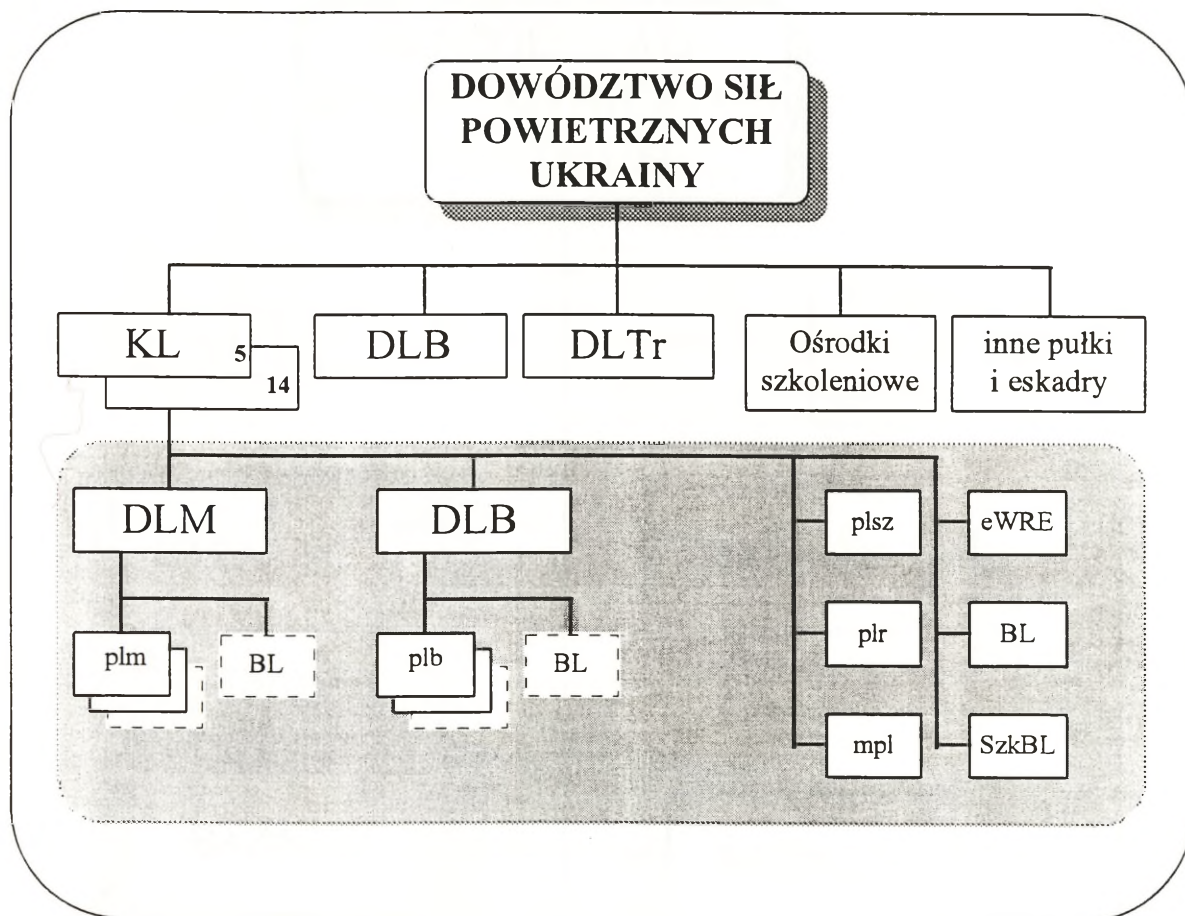 DOWÓDZTWO SIŁ
POWIETRZNYCH
UKRAINY
KL 5
14
DLB
DLTr
Ośrodki
szkoleniowe
inne pułki
i eskadry
DLM
DLB
plm
BL
plb
BL
plsz
eWRE
plr
BL
mpl
SzkBL